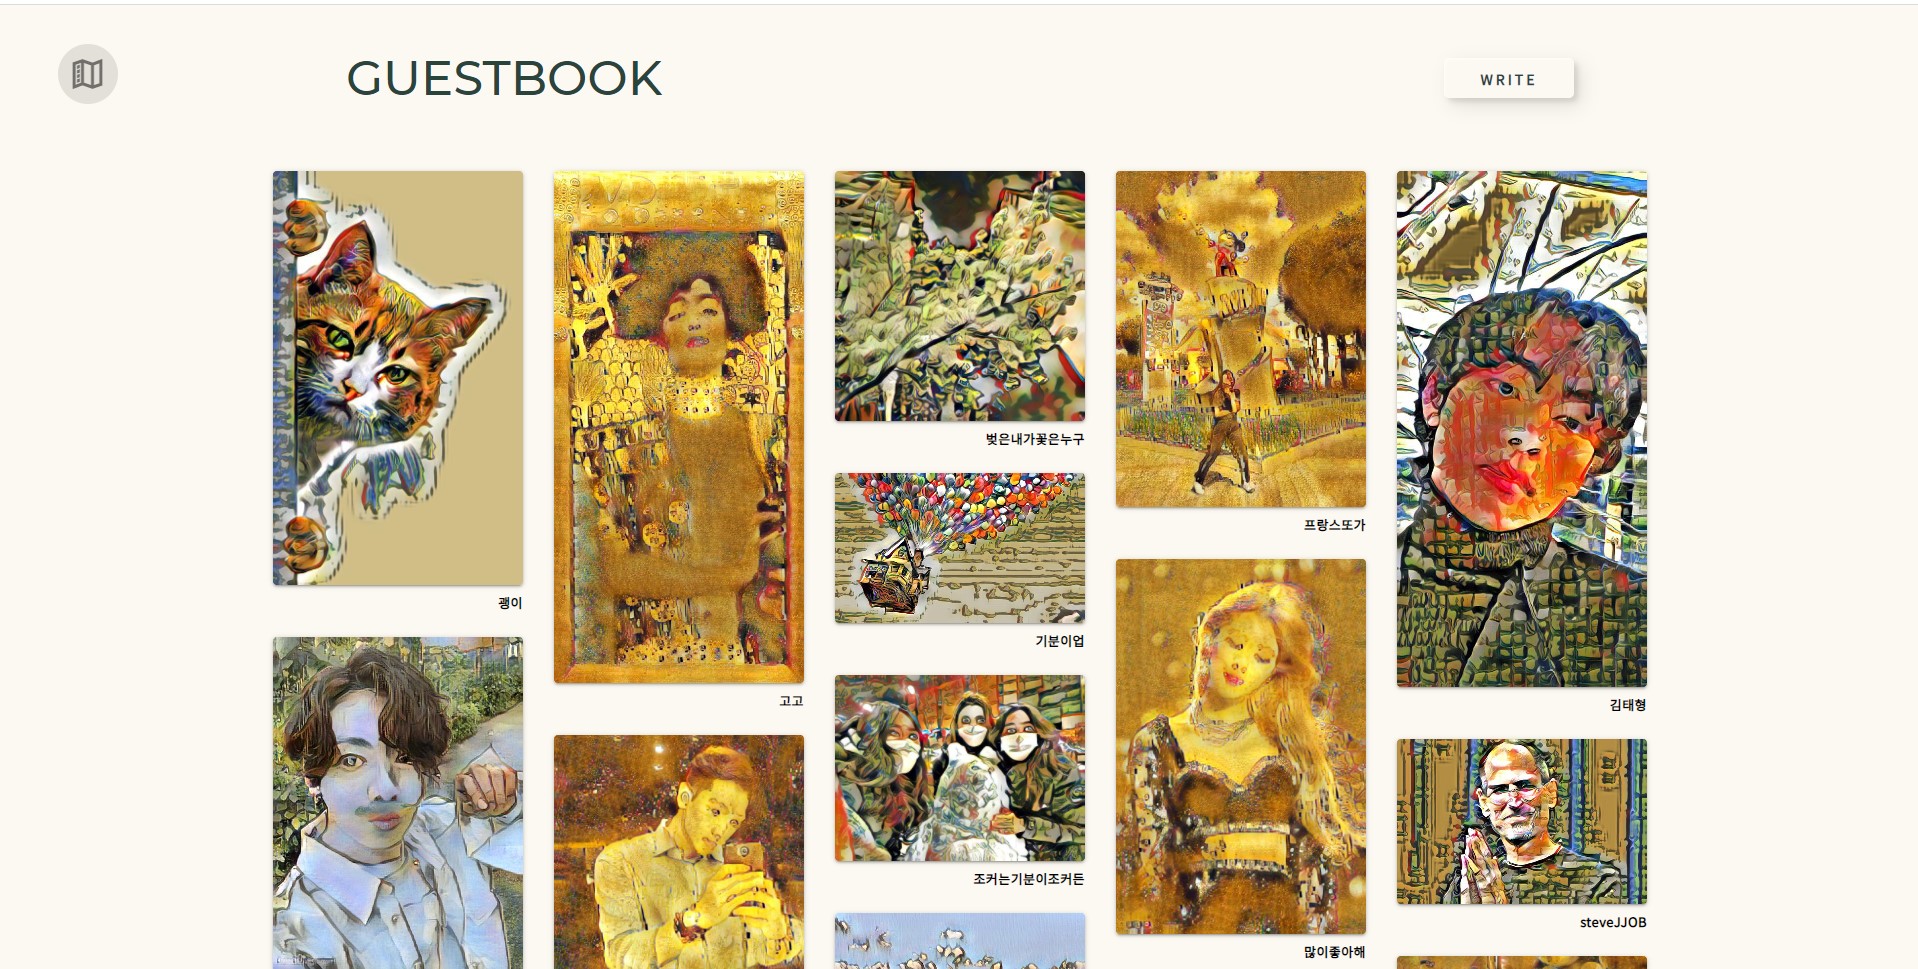 GUESTBOOK
WRITE
괭이
고고
벚은내가꽃은누구
기분이업
조커는기분이조커든
프랑스또가
많이좋아해
김태형
steveJJOB